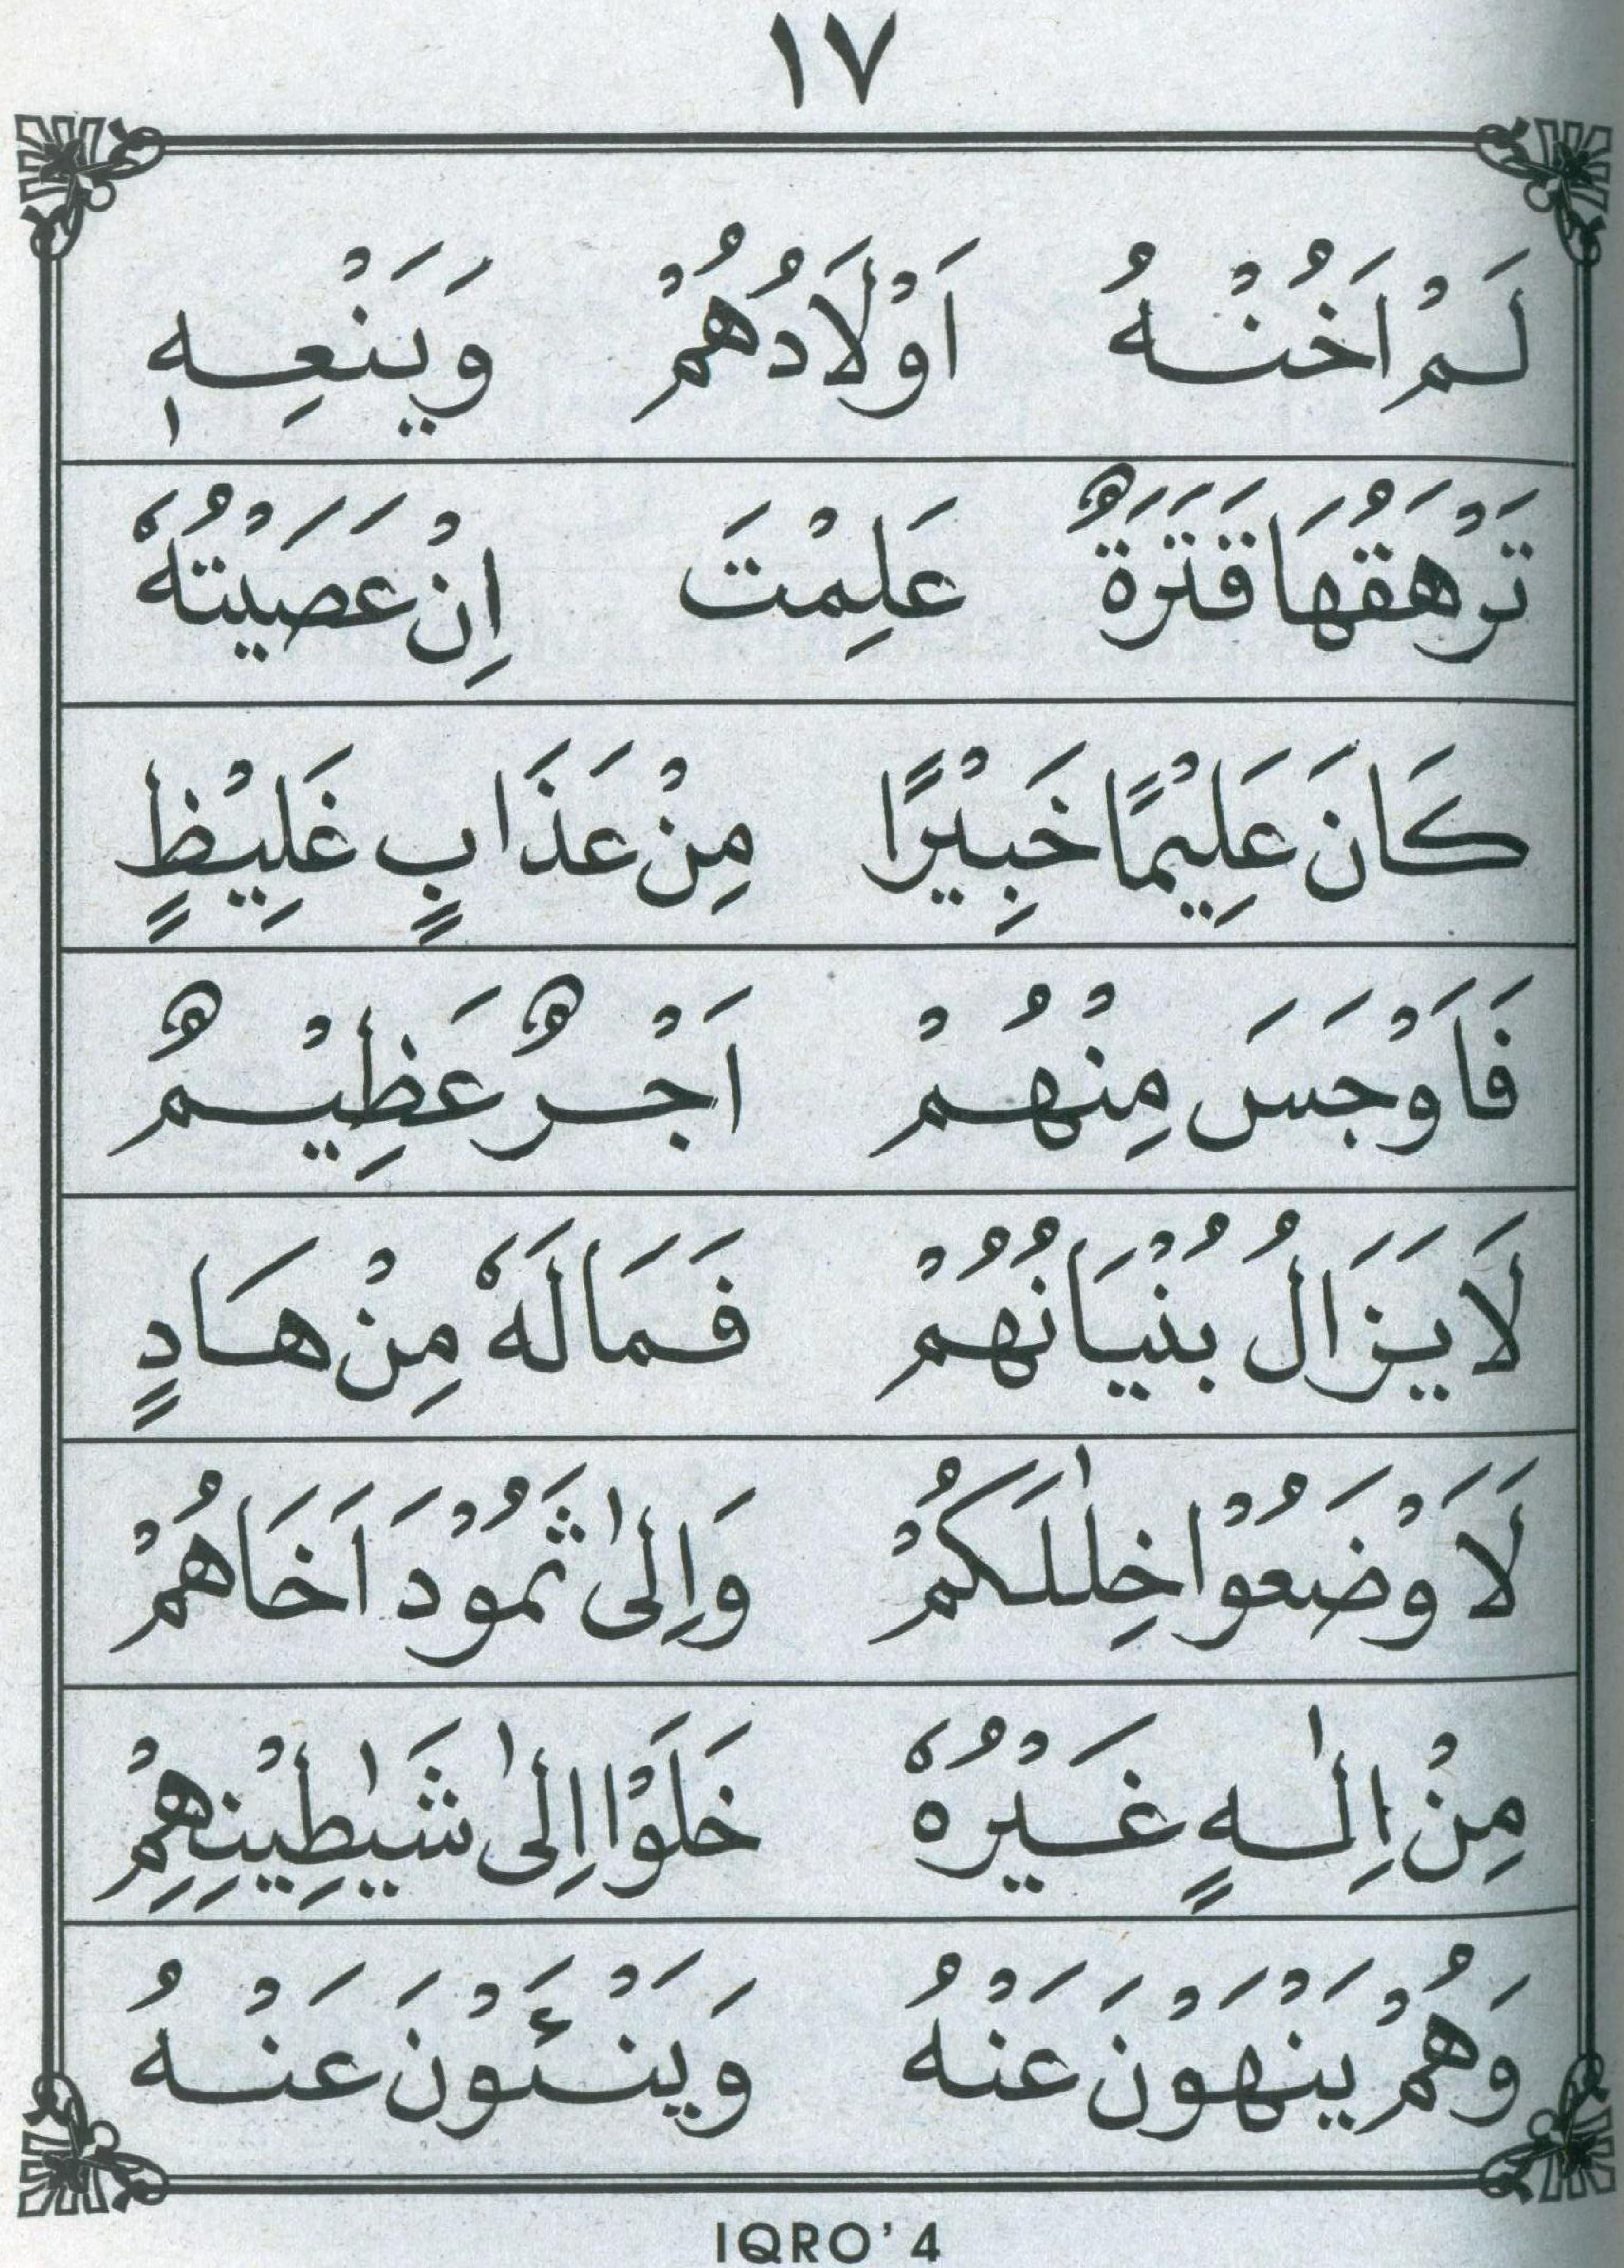 ١٧
لَمْ اَخُنْهُ اَوْلَادُهُمْ وَيَنْعِهٖ
تَرْهَقُهَا قَتَرَةٌ عَلِمْتَ اِنْ عَصَيْتُهٗ
كَانَ عَلِيْمًا خَبِيْرًا مِنْ عَذَابٍ غَلِيْظٍ
فَاَوْجَسَ مِنْهُمْ اَجْرٌ عَظِيْمٌ
لَا يَزَالُ بُنْيَانُهُمْ فَمَا لَهٗ مِنْ هَادٍ
لَاَ وْضَعُوْا خِلٰلَكُمْ وَاِلٰى ثَمُوْدَ اَخَاهُمْ
مِنْ اِلٰهٍ غَيْرُهٗ خَلَوْا اِلٰى شَيٰطِيْنِهِمْ
وَهُمْ يَنْهَوْنَ عَنْهُ وَيَنْـَٔوْنَ عَنْهُ
IQRO' 4